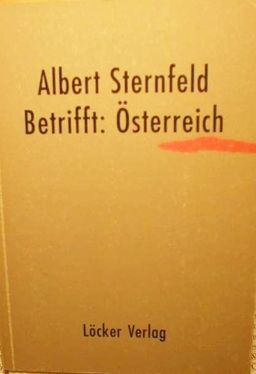 Albert Sternfeld
Betrifft: Österreich
Löcker Verlag